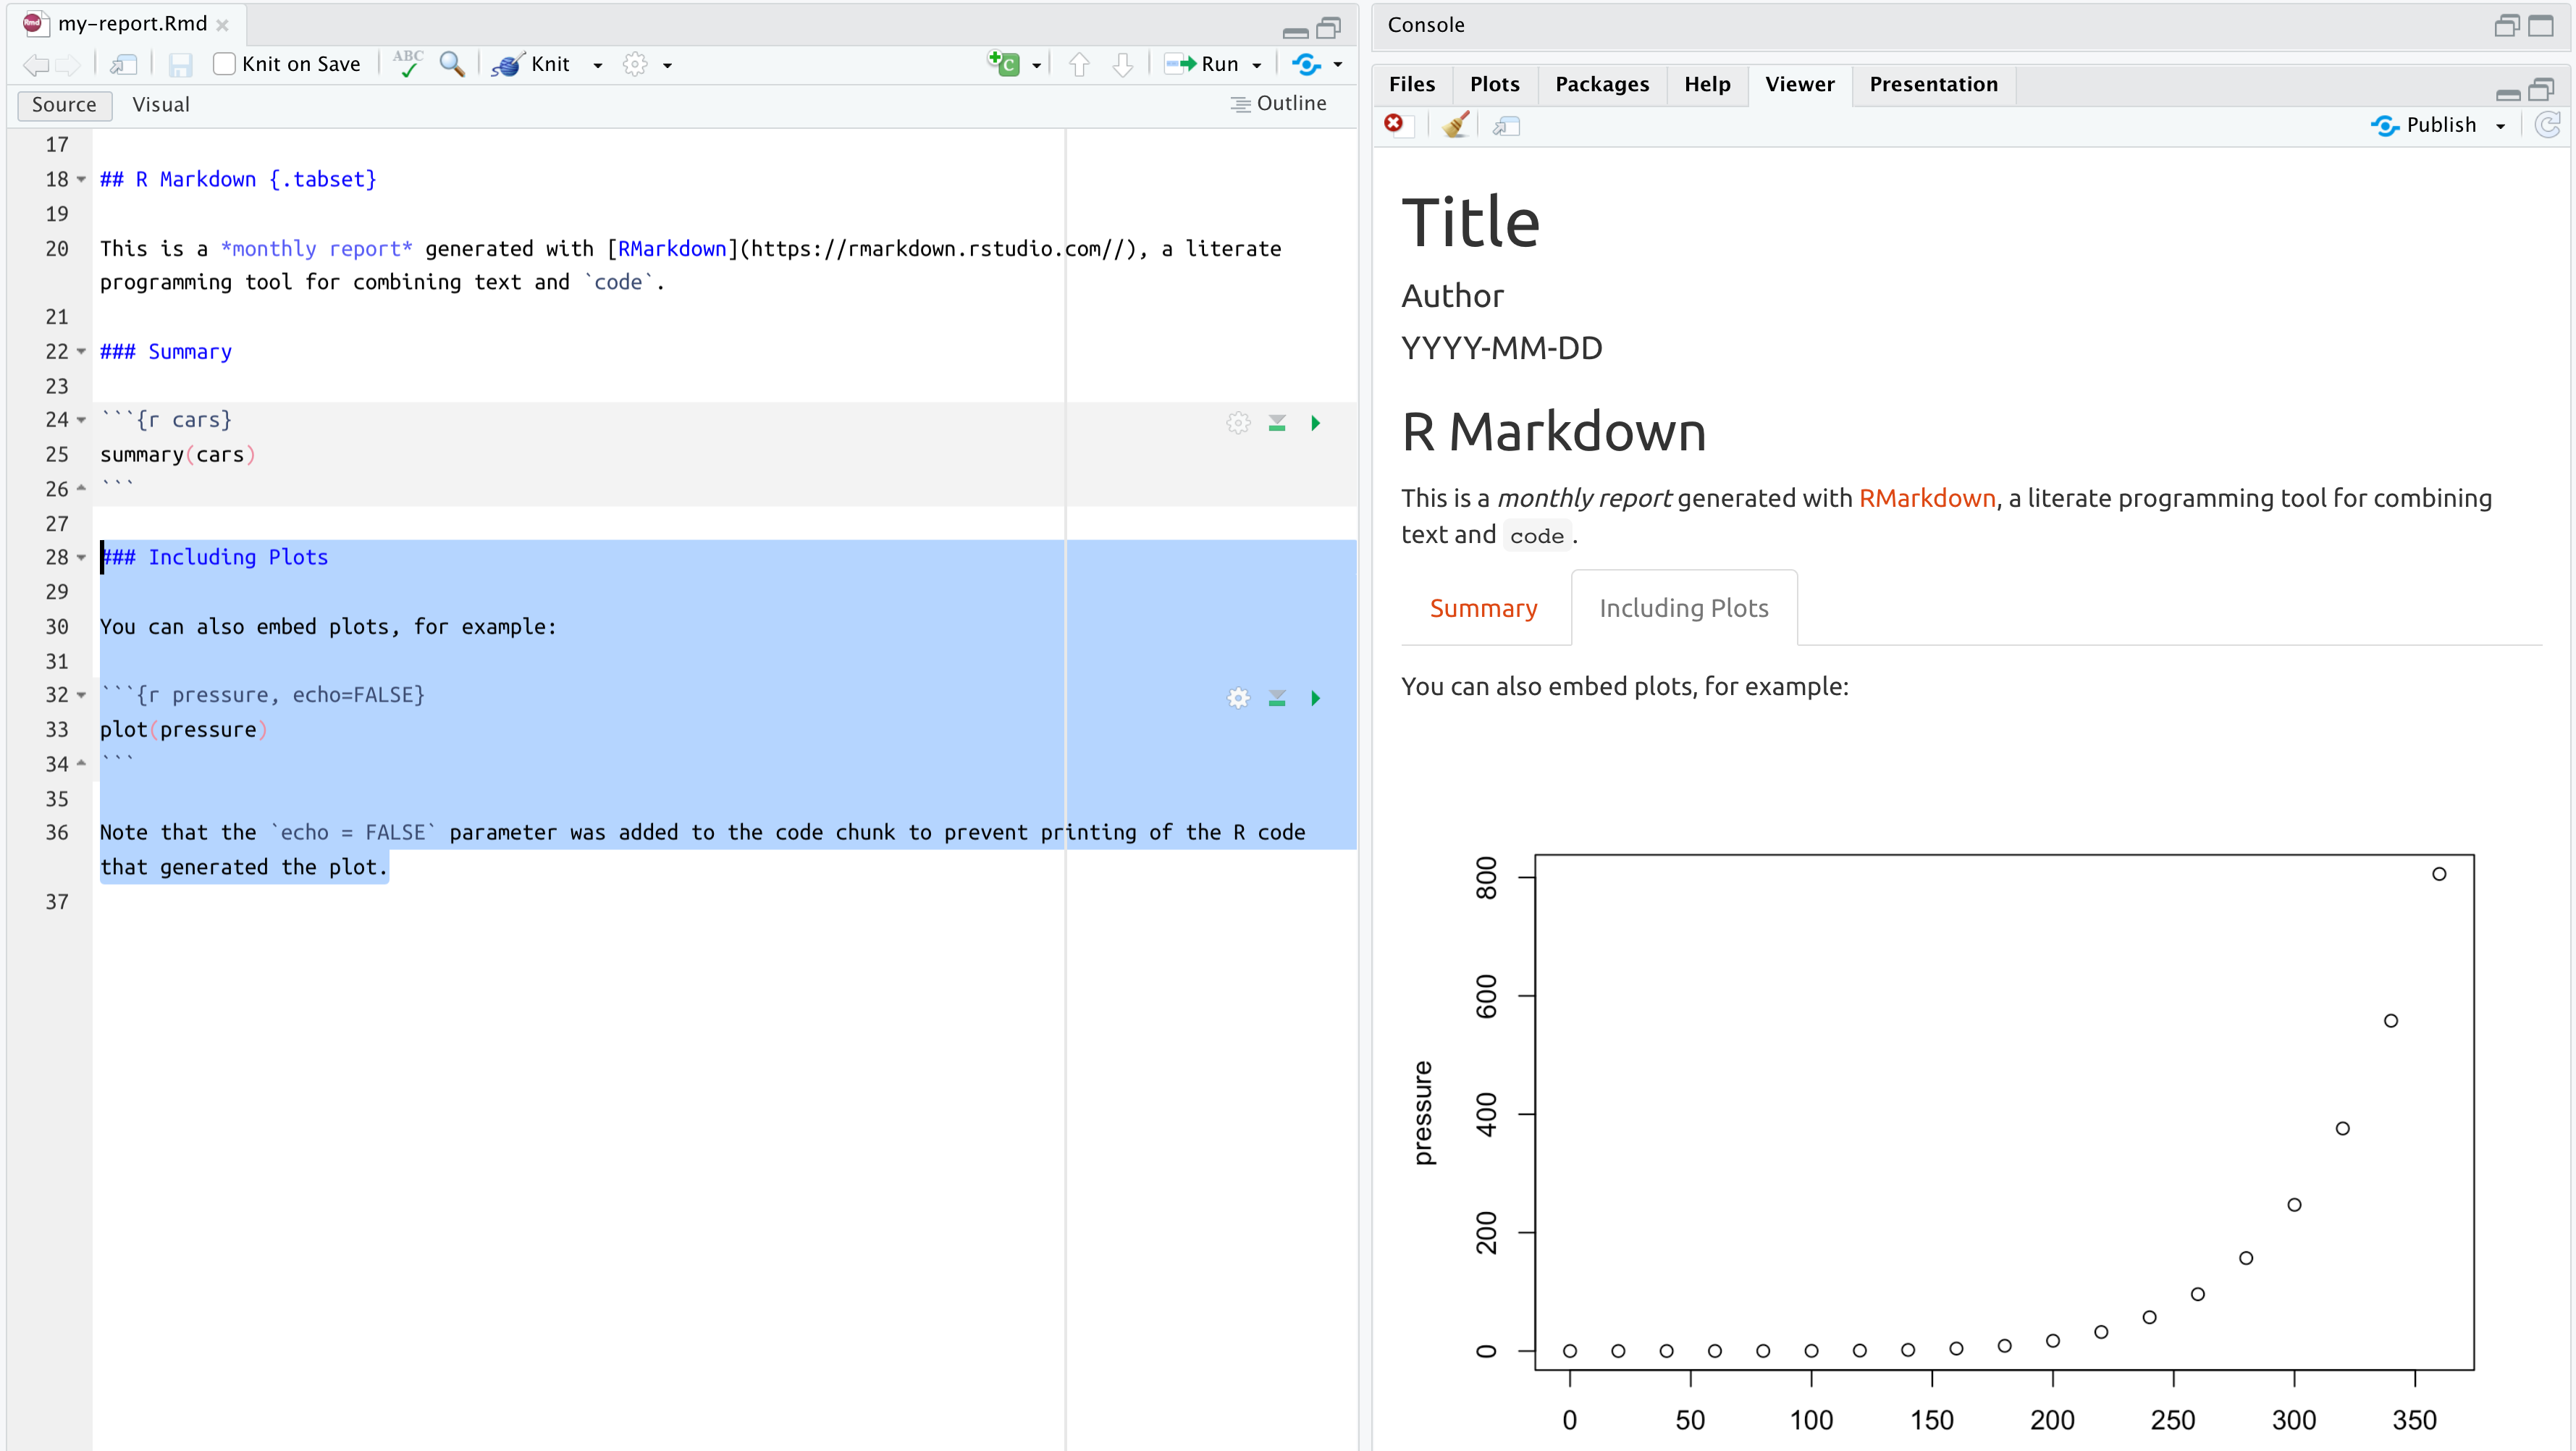 my-report.Rmd
Knit on Save ABC Knit Run
Source Visual Outline
17
18 ## R Markdown {.tabset}
19
20 This is a *monthly report* generated with [RMarkdown](https://rmarkdown.rstudio.com//), a literate
programming tool for combining text and `code`.
21
22 ### Summary
23
24 ```{r cars}
25 summary(cars)
26 ```
27
28 ### Including Plots
29
30 You can also embed plots, for example:
31
32 ```{r pressure, echo=FALSE}
33 plot(pressure)
34 ```
35
36 Note that the `echo = FALSE` parameter was added to the code chunk to prevent printing of the R code
that generated the plot.
37
Console
Files Plots Packages Help Viewer Presentation
Publish
Title
Author
YYYY-MM-DD
R Markdown
This is a monthly report generated with RMarkdown, a literate programming tool for combining
text and code.
Summary Including Plots
You can also embed plots, for example:
800
600
400
200
0
pressure
0 50 100 150 200 250 300 350